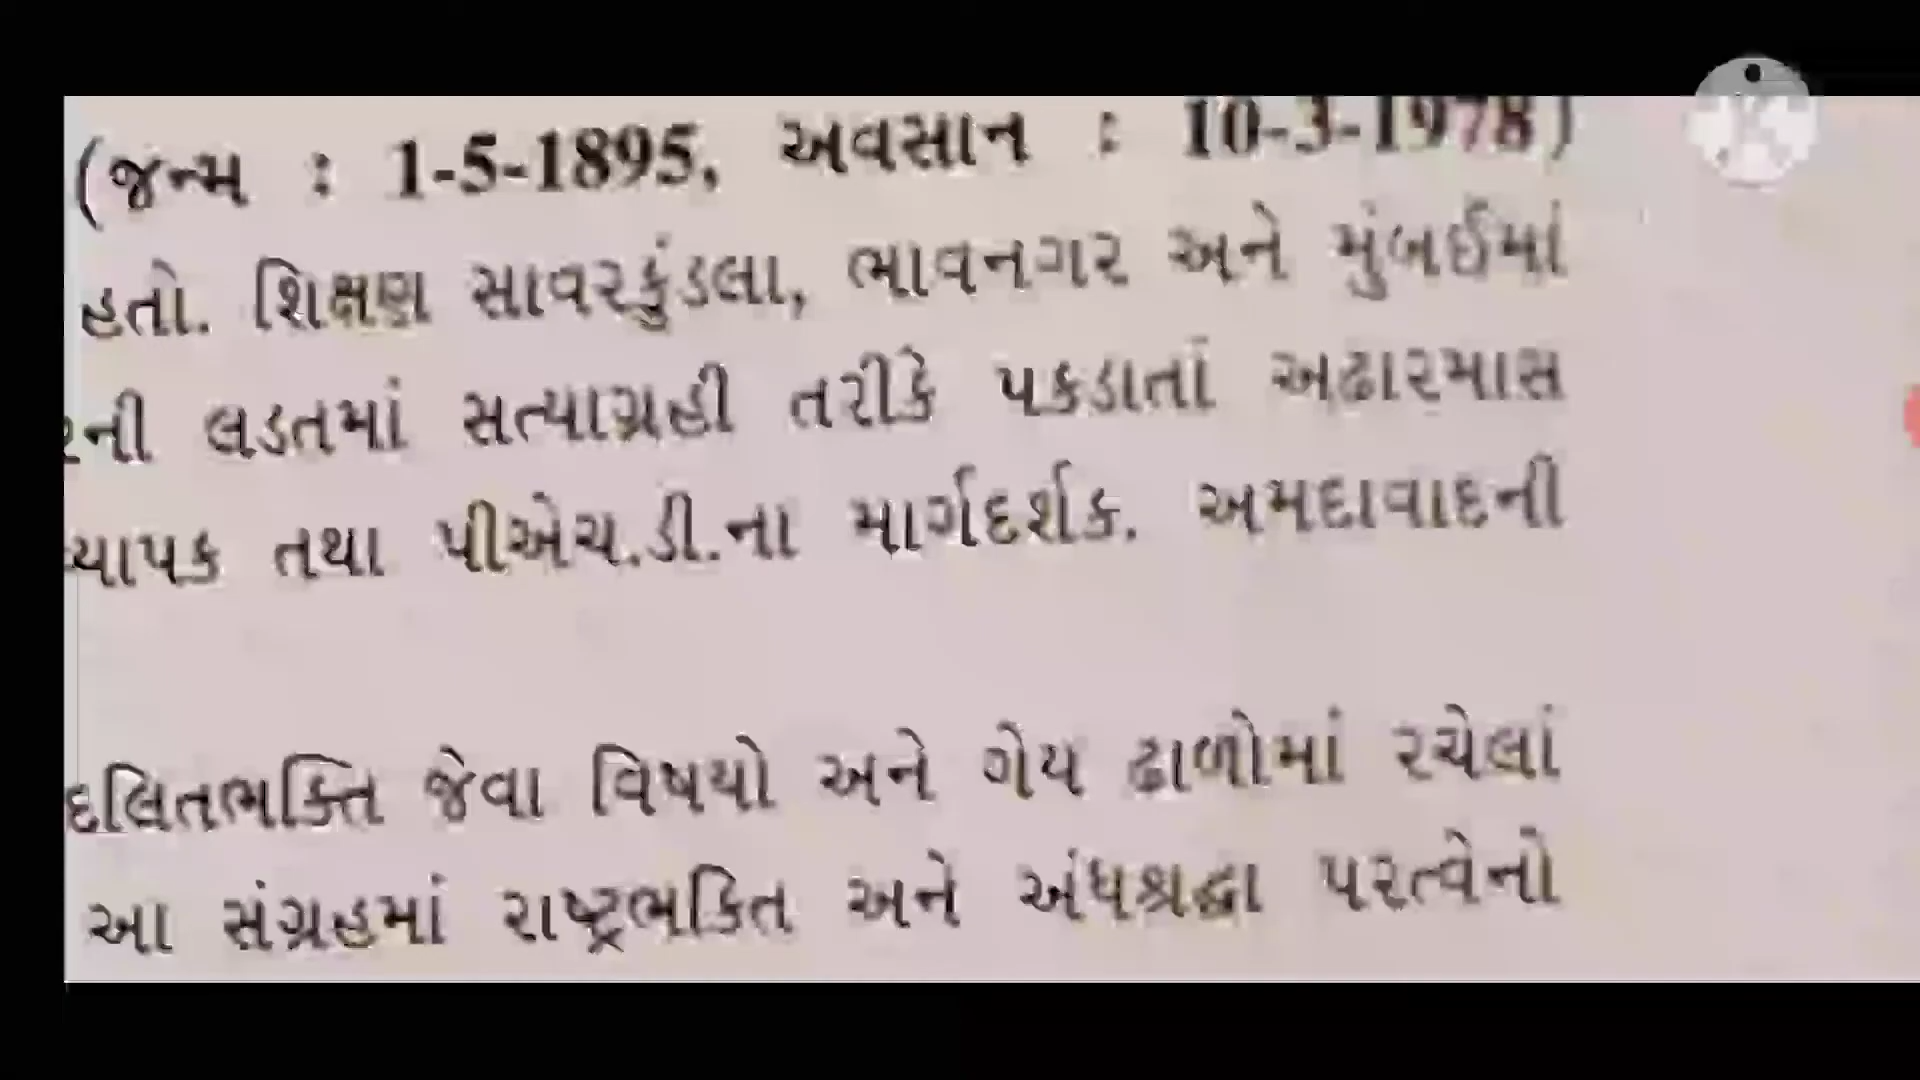 (જન્મ : 1-5-1895, અવસાન : 10-3-1978)
હતો. શિક્ષણ સાવરકુંડલા, ભાવનગર અને મુંબઈમાં
રની લડતમાં સત્યાગ્રહી તરીકે પકડાતાં અઢારમાસ
યાપક તથા પીએચ.ડી.ના માર્ગદર્શક. અમદાવાદની
દલિતભક્તિ જેવા વિષયો અને ગેય ઢાળોમાં રચેલાં
આ સંગ્રહમાં રાષ્ટ્રભકિત અને અંધશ્રદ્ધા પરત્વેનો